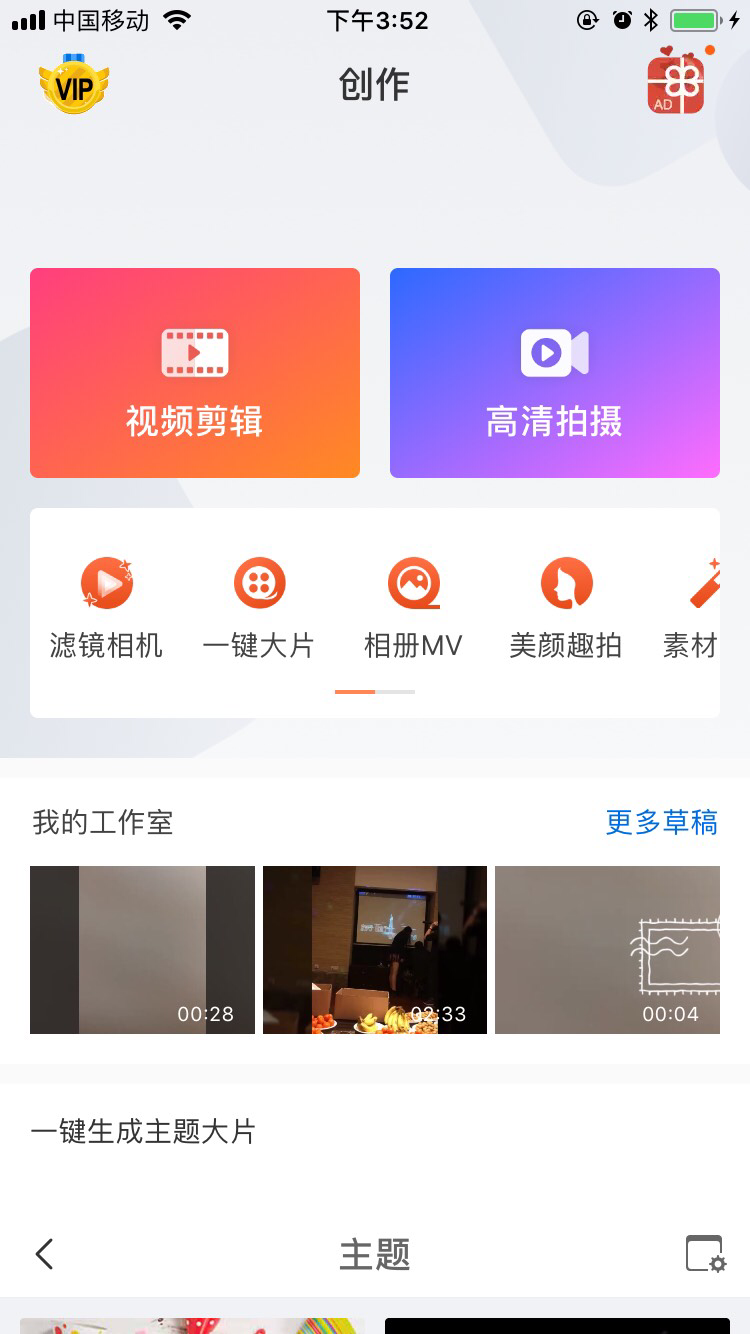 中国移动
下午3:52
VIP
创作
AD
视频剪辑
高清拍摄
滤镜相机
一键大片
相册MV
美颜趣拍
素材
我的工作室
更多草稿
00:28
02:33
00:04
一键生成主题大片
主题